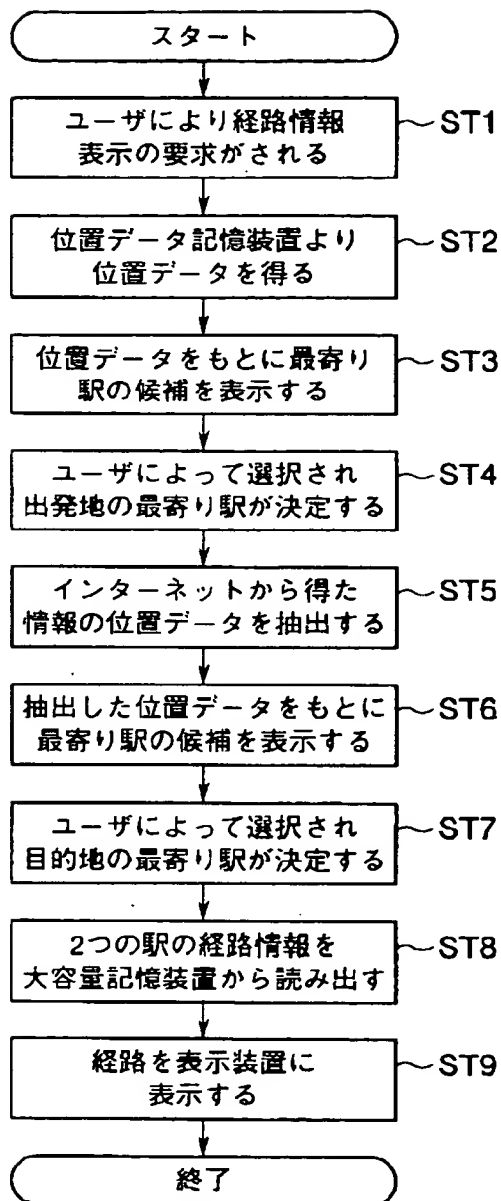 スタート
ユーザにより経路情報 ST1
表示の要求がされる
位置データ記憶装置より ST2
位置データを得る
位置データをもとに最寄り ST3
駅の候補を表示する
ユーザによって選択され ST4
出発地の最寄り駅が決定する
インターネットから得た ST5
情報の位置データを抽出する
抽出した位置データをもとに ST6
最寄り駅の候補を表示する
ユーザによって選択され ST7
目的地の最寄り駅が決定する
2つの駅の経路情報を ST8
大容量記憶装置から読み出す
経路を表示装置に ST9
表示する
終了